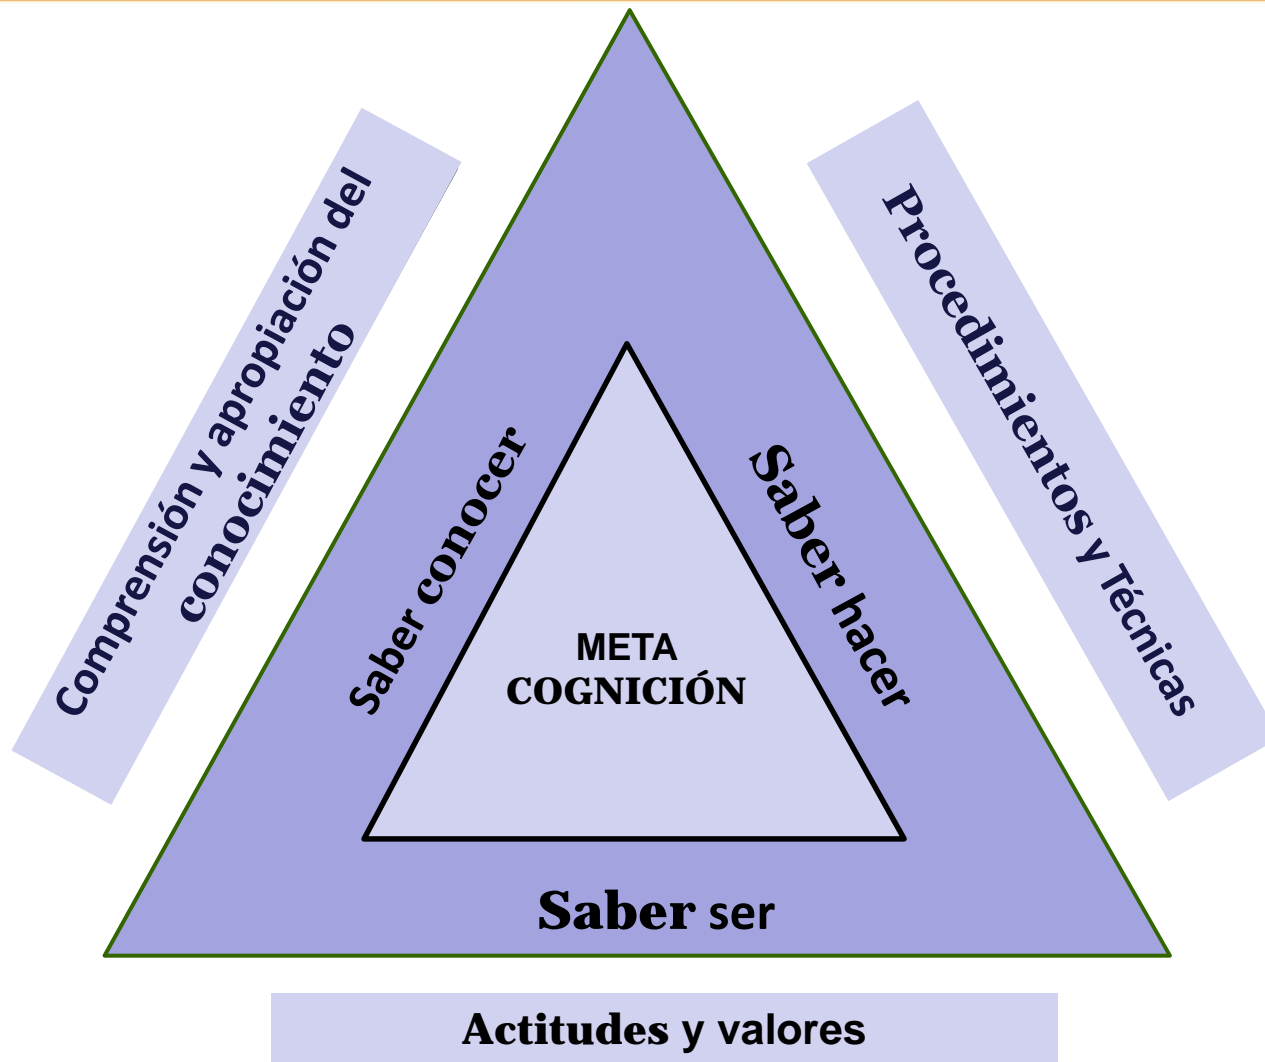 Comprensión y apropiación del
conocimiento
Procedimientos y Técnicas
Saber conocer
Saber hacer
META
COGNICIÓN
Saber ser
Actitudes y valores